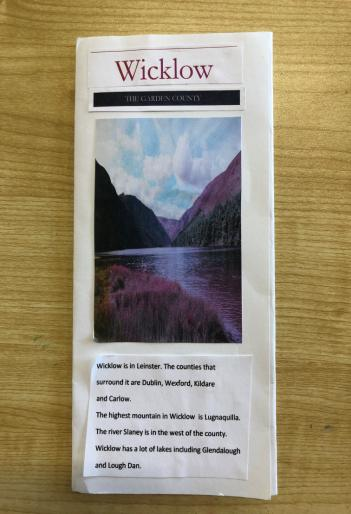 Wicklow
THE GARDEN COUNTY
Wicklow is in Leinster. The counties that
surround it are Dublin, Wexford, Kildare
and Carlow.
The highest mountain in Wicklow is Lugnaquilla.
The river Slaney is in the west of the county.
Wicklow has a lot of lakes including Glendalough
and Lough Dan.